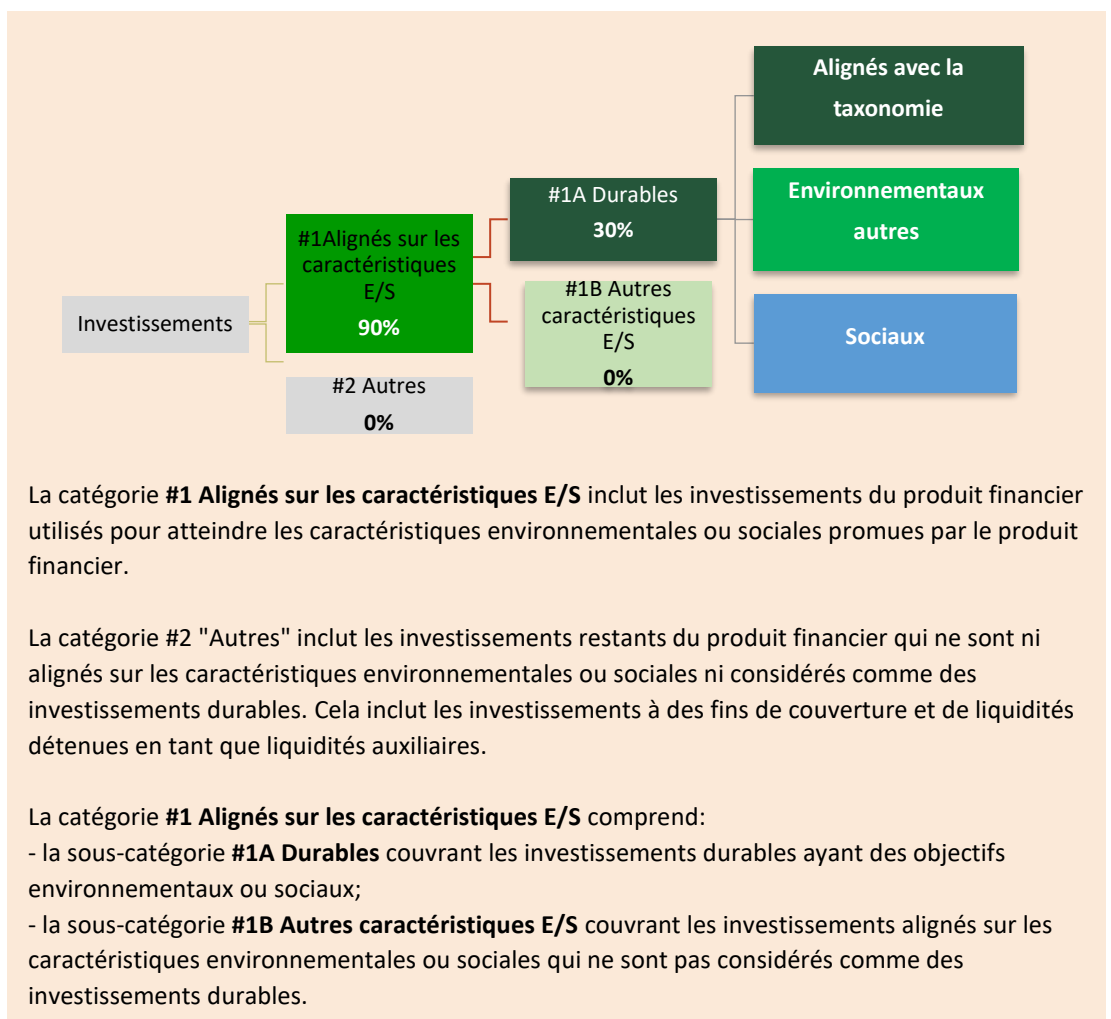 Alignés avec la
taxonomie
#1A Durables
30%
Environnementaux
autres
#1Alignés sur les
caractéristiques
E/S
90%
#1B Autres
caractéristiques
E/S
0%
Investissements
Sociaux
#2 Autres
0%
La catégorie #1 Alignés sur les caractéristiques E/S inclut les investissements du produit financier
utilisés pour atteindre les caractéristiques environnementales ou sociales promues par le produit
financier.
La catégorie #2 "Autres" inclut les investissements restants du produit financier qui ne sont ni
alignés sur les caractéristiques environnementales ou sociales ni considérés comme des
investissements durables. Cela inclut les investissements à des fins de couverture et de liquidités
détenues en tant que liquidités auxiliaires.
La catégorie #1 Alignés sur les caractéristiques E/S comprend:
- la sous-catégorie #1A Durables couvrant les investissements durables ayant des objectifs
environnementaux ou sociaux;
- la sous-catégorie #1B Autres caractéristiques E/S couvrant les investissements alignés sur les
caractéristiques environnementales ou sociales qui ne sont pas considérés comme des
investissements durables.